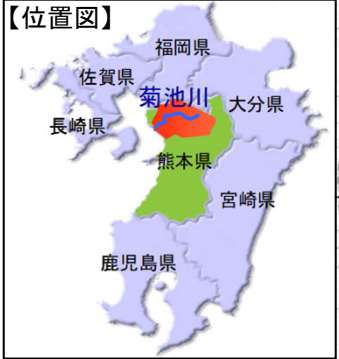 【位置図】
福岡県
佐賀県
菊池川
大分県
長崎県
熊本県
宮崎県
鹿児島県